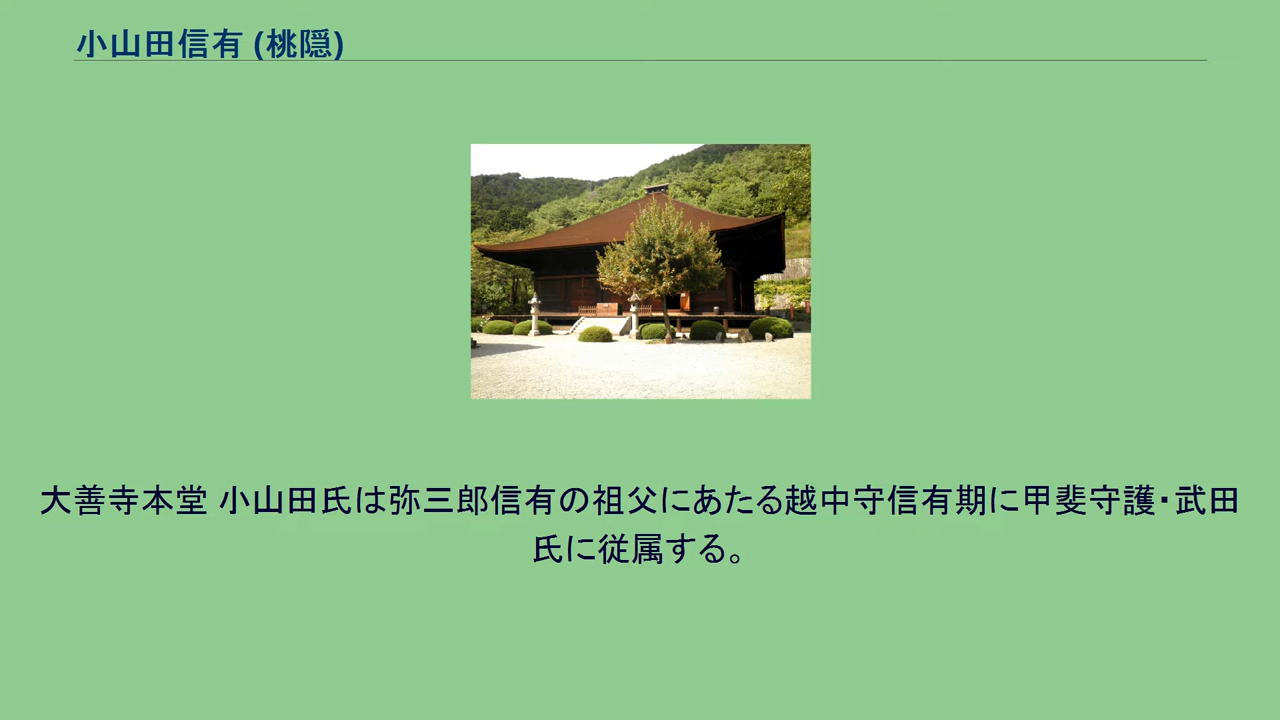 小山田信有 (桃隠)
大善寺本堂 小山田氏は弥三郎信有の祖父にあたる越中守信有期に甲斐守護・武田
氏に従属する。